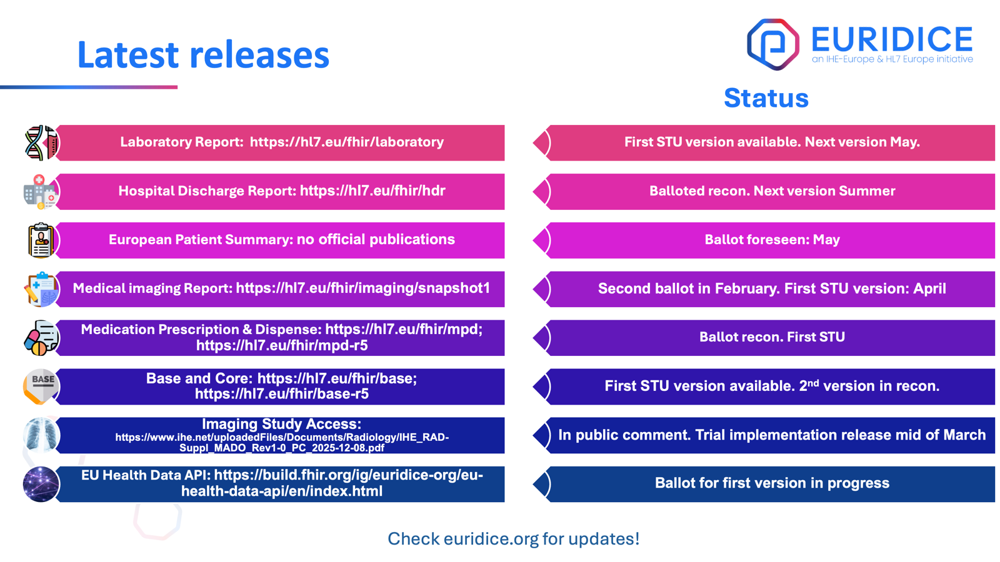 Latest releases
EURIDICE
an IHE-Europe & HL7 Europe initiative
Status
Laboratory Report: https://hl7.eu/fhir/laboratory
First STU version available. Next version May.
Hospital Discharge Report: https://hl7.eu/fhir/hdr
Balloted recon. Next version Summer
European Patient Summary: no official publications
Ballot foreseen: May
Medical imaging Report: https://hl7.eu/fhir/imaging/snapshot1
Second ballot in February. First STU version: April
Medication Prescription & Dispense: https://hl7.eu/fhir/mpd;
https://hl7.eu/fhir/mpd-r5
Ballot recon. First STU
BASE
Base and Core: https://hl7.eu/fhir/base;
https://hl7.eu/fhir/base-r5
First STU version available. 2nd version in recon.
Imaging Study Access:
https://www.ihe.net/uploadedFiles/Documents/Radiology/IHE_RAD-
Suppl_MADO_Rev1-0_PC_2025-12-08.pdf
In public comment. Trial implementation release mid of March
EU Health Data API: https://build.fhir.org/ig/euridice-org/eu-
health-data-api/en/index.html
Ballot for first version in progress
Check euridice.org for updates!